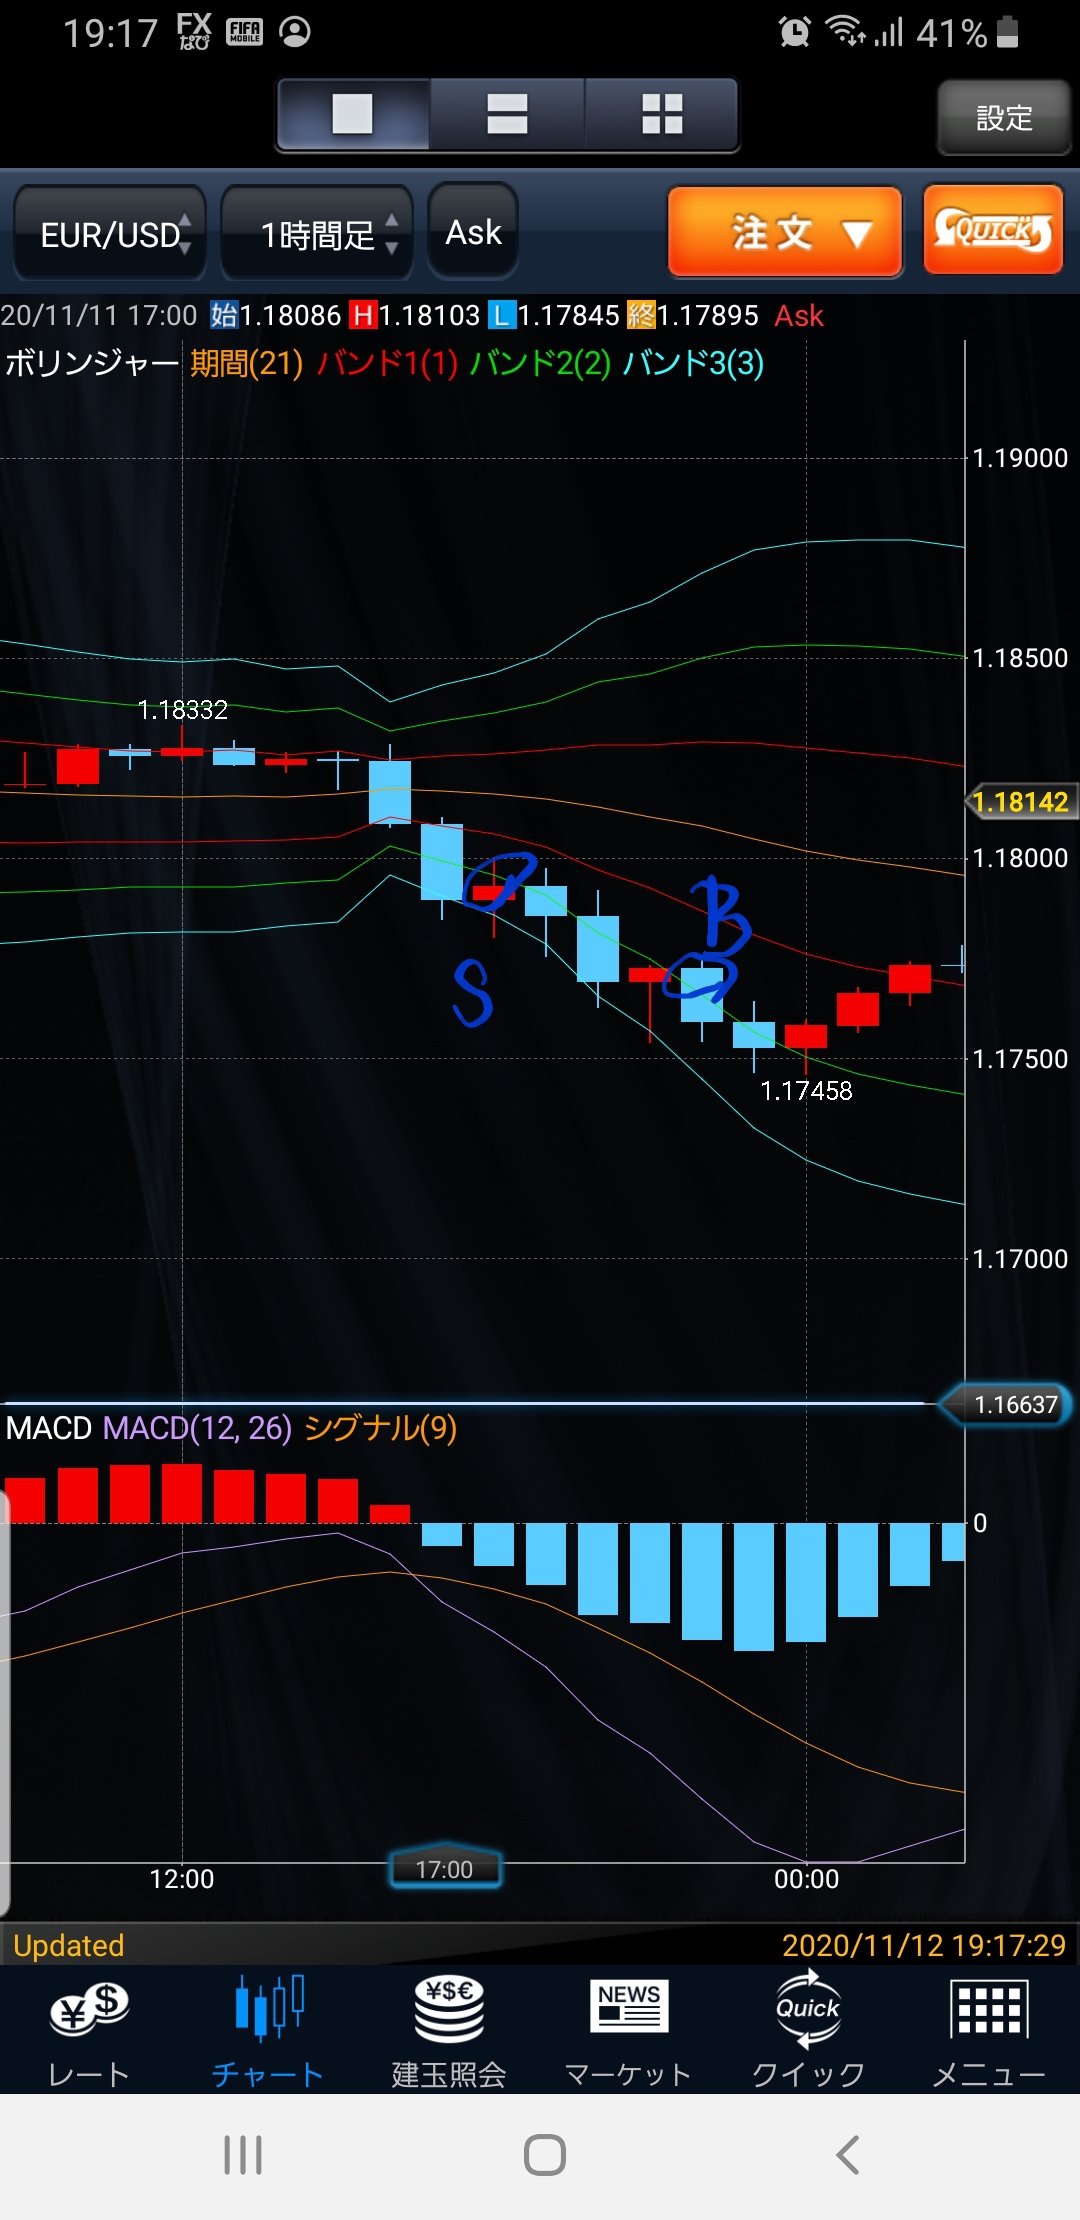 19:17 FX なび FIFA MOBILE 41%
設定
EUR/USD 1時間足 Ask 注文 ▼ QUICK
20/11/11 17:00 始1.18086 H1.18103 L1.17845 終1.17895 Ask
ボリンジャー 期間(21) バンド1(1) バンド2(2) バンド3(3)
1.19000
1.18500
1.18332
1.18142
1.18000
B
S
1.17500
1.17458
1.17000
1.16637
MACD MACD(12, 26) シグナル(9)
0
12:00 17:00 00:00
Updated 2020/11/12 19:17:29
¥$ ¥$€ NEWS Quick
レート チャート 建玉照会 マーケット クイック メニュー